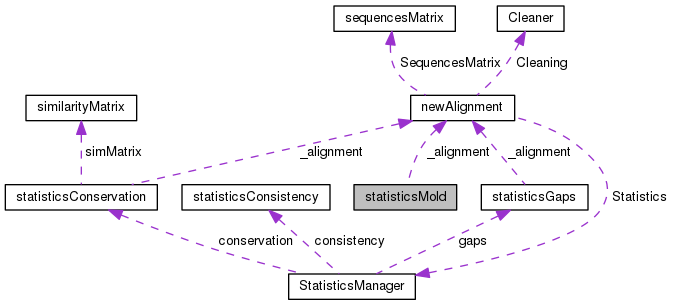 sequencesMatrix Cleaner
SequencesMatrix Cleaning
similarityMatrix newAlignment
simMatrix _alignment _alignment _alignment
statisticsConservation statisticsConsistency statisticsMold statisticsGaps Statistics
conservation consistency gaps
StatisticsManager